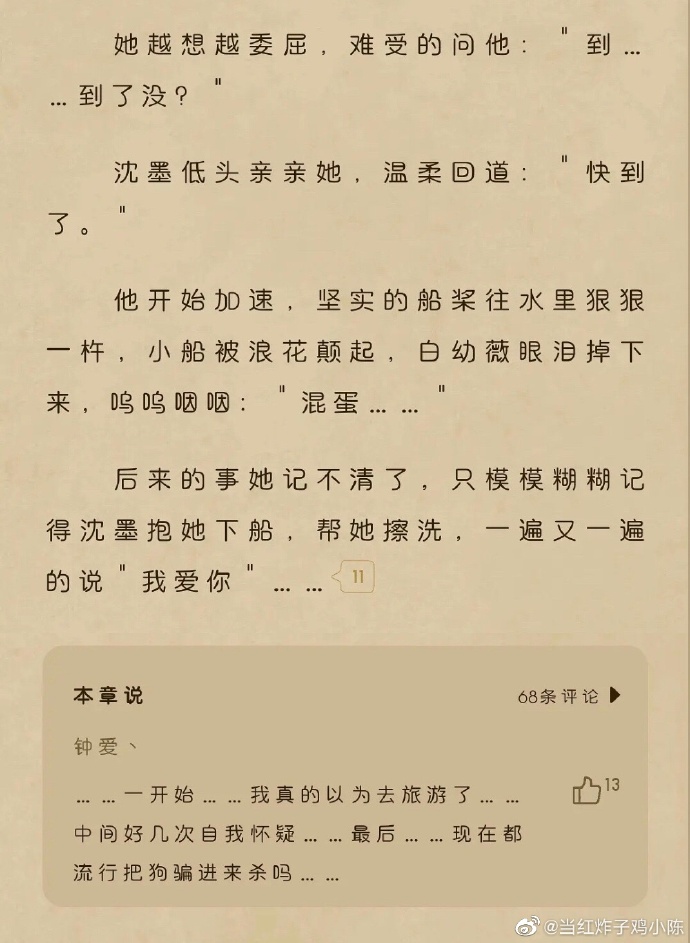 她越想越委屈，难受的问他："到…
…到了没？"
沈墨低头亲亲她，温柔回道："快到
了。"
他开始加速，坚实的船桨往水里狠狠
一杵，小船被浪花颠起，白幼薇眼泪掉下
来，呜呜咽咽："混蛋……"
后来的事她记不清了，只模模糊糊记
得沈墨抱她下船，帮她擦洗，一遍又一遍
的说"我爱你"……
11
本章说
68条评论
钟爱丶
……一开始……我真的以为去旅游了……
13
中间好几次自我怀疑……最后……现在都
流行把狗骗进来杀吗……
@当红炸子鸡小陈